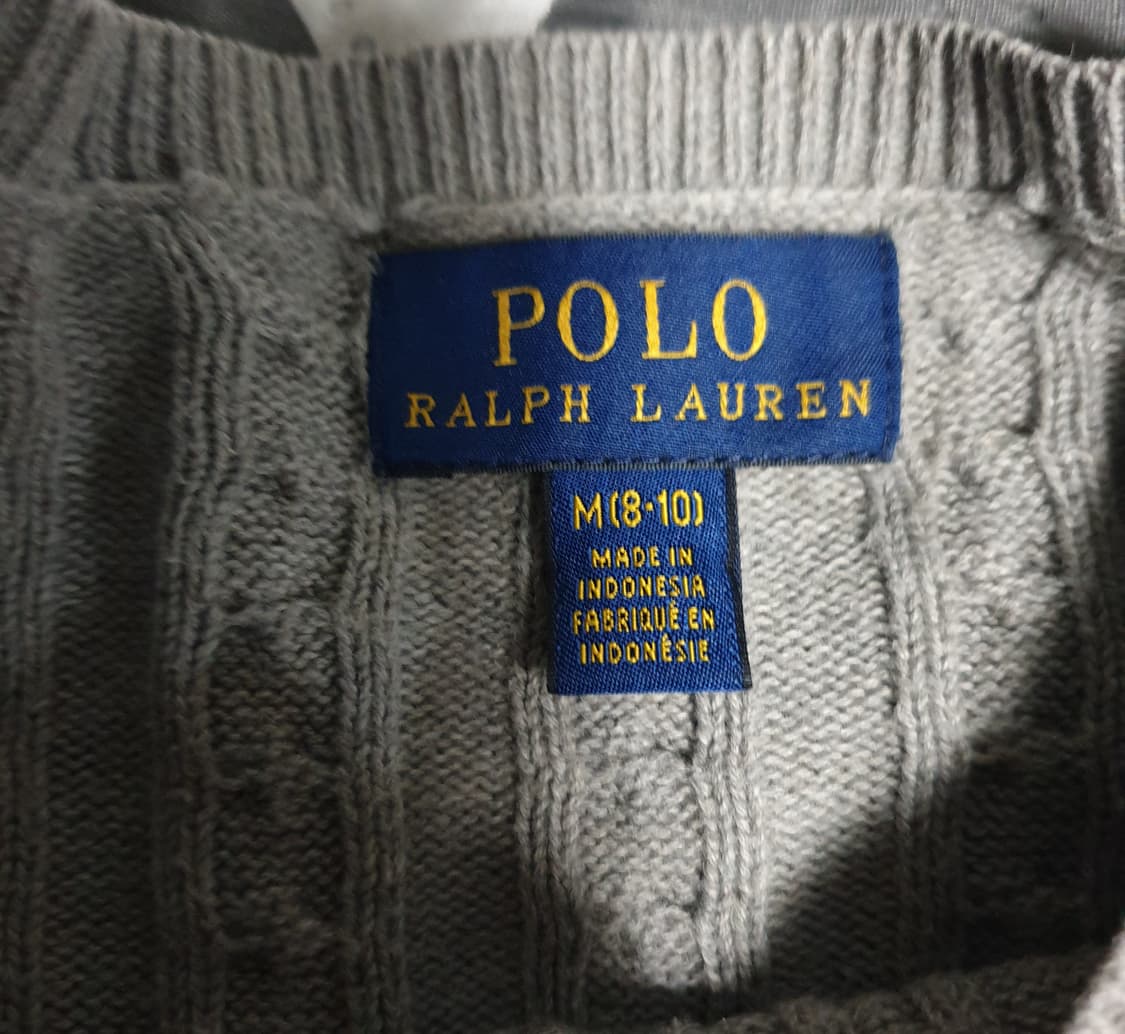 POLO
RALPH LAUREN
M(8-10)
MADE IN
INDONESIA
FABRIQUÉ EN
INDONÉSIE